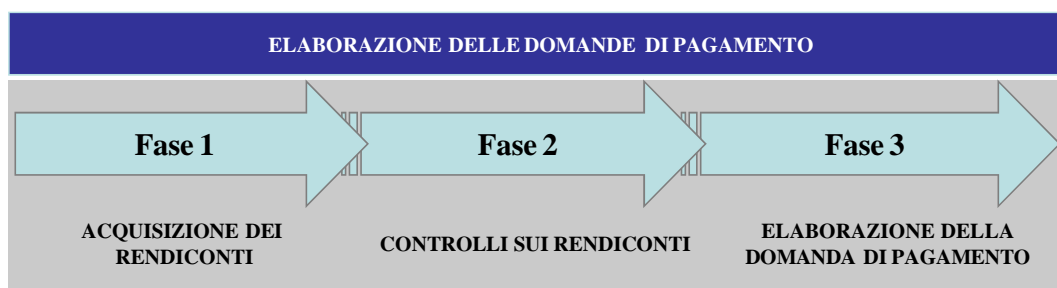 ELABORAZIONE DELLE DOMANDE DI PAGAMENTO
Fase 1
Fase 2
Fase 3
ACQUISIZIONE DEI
RENDICONTI
CONTROLLI SUI RENDICONTI
ELABORAZIONE DELLA
DOMANDA DI PAGAMENTO